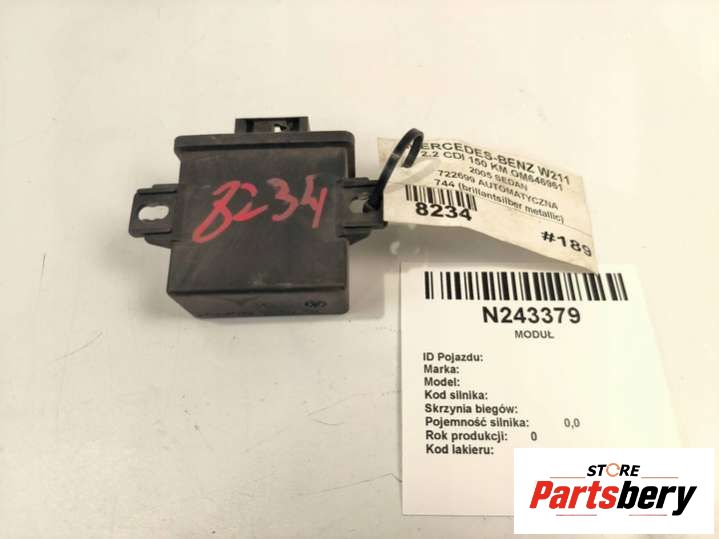 8234
MERCEDES-BENZ W211
2.2 CDI 150 KM OM646961
2005 SEDAN
722699 AUTOMATYCZNA
744 (brillantsilber metallic)
8234
#189
N243379
MODUŁ
ID Pojazdu:
Marka:
Model:
Kod silnika:
Skrzynia biegów:
Pojemność silnika: 0,0
Rok produkcji: 0
Kod lakieru:
STORE
Partsbery